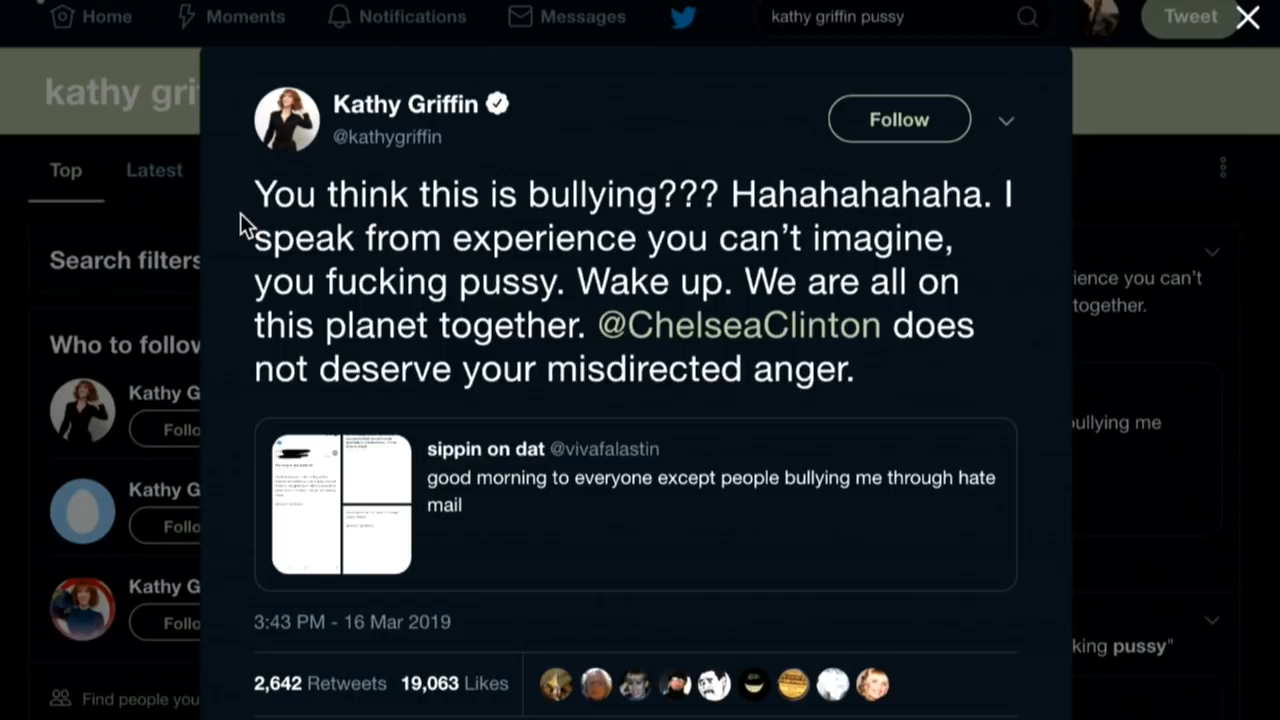 Home
Moments
Notifications
Messages
kathy griffin pussy
Tweet
kathy gri
Top
Latest
Search filters
Who to follow
Kathy G
Follo
Kathy G
Follo
Kathy G
Follo
Find people you
Kathy Griffin
@kathygriffin
Follow
You think this is bullying??? Hahahahahaha. I
speak from experience you can’t imagine,
you fucking pussy. Wake up. We are all on
this planet together. @ChelseaClinton does
not deserve your misdirected anger.
sippin on dat @vivafalastin
good morning to everyone except people bullying me through hate
mail
3:43 PM - 16 Mar 2019
2,642 Retweets 19,063 Likes
ience you can’t
together.
ullying me
king pussy"